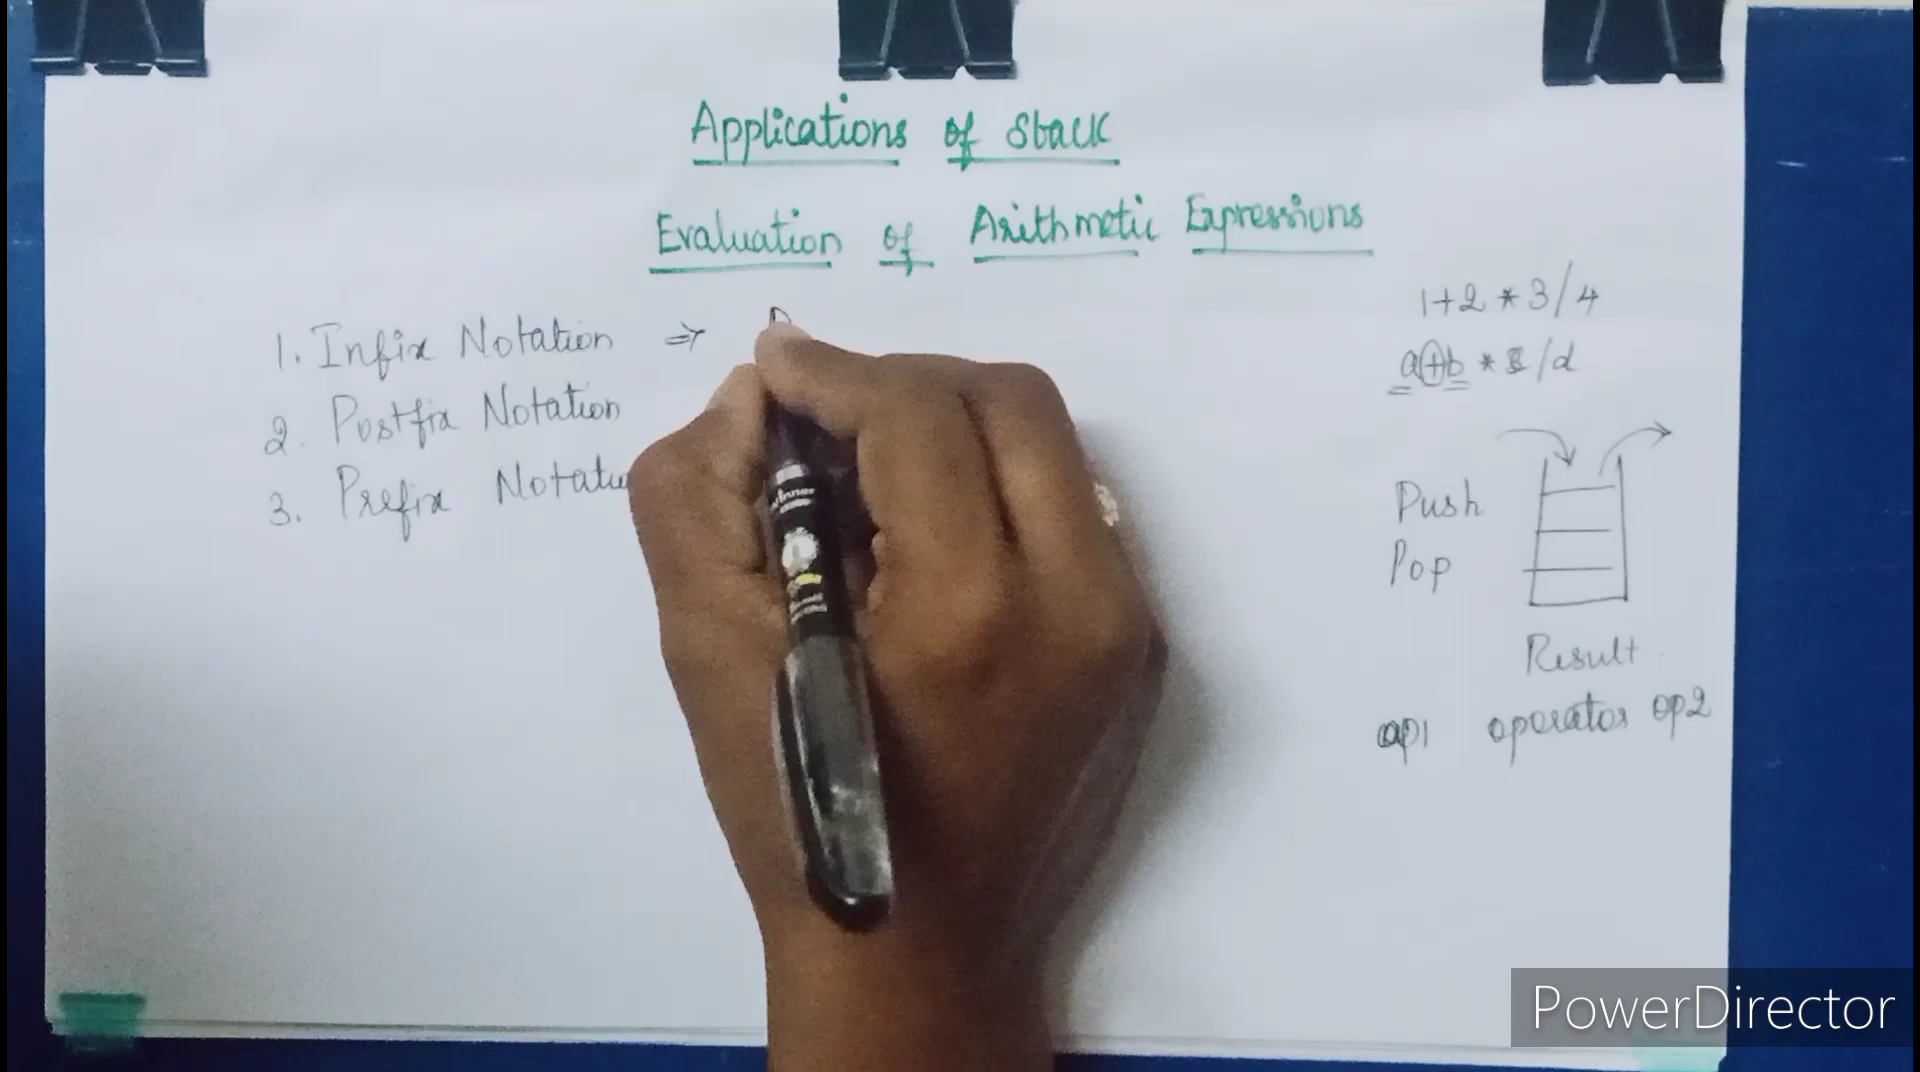 Applications of Stack
Evaluation of Arithmetic Expressions
1. Infix Notation ⇒
2. Postfix Notation
3. Prefix Notatio
1+2 * 3/4
a+b * /d
Push
Pop
Result
op1 operator op2
PowerDirector